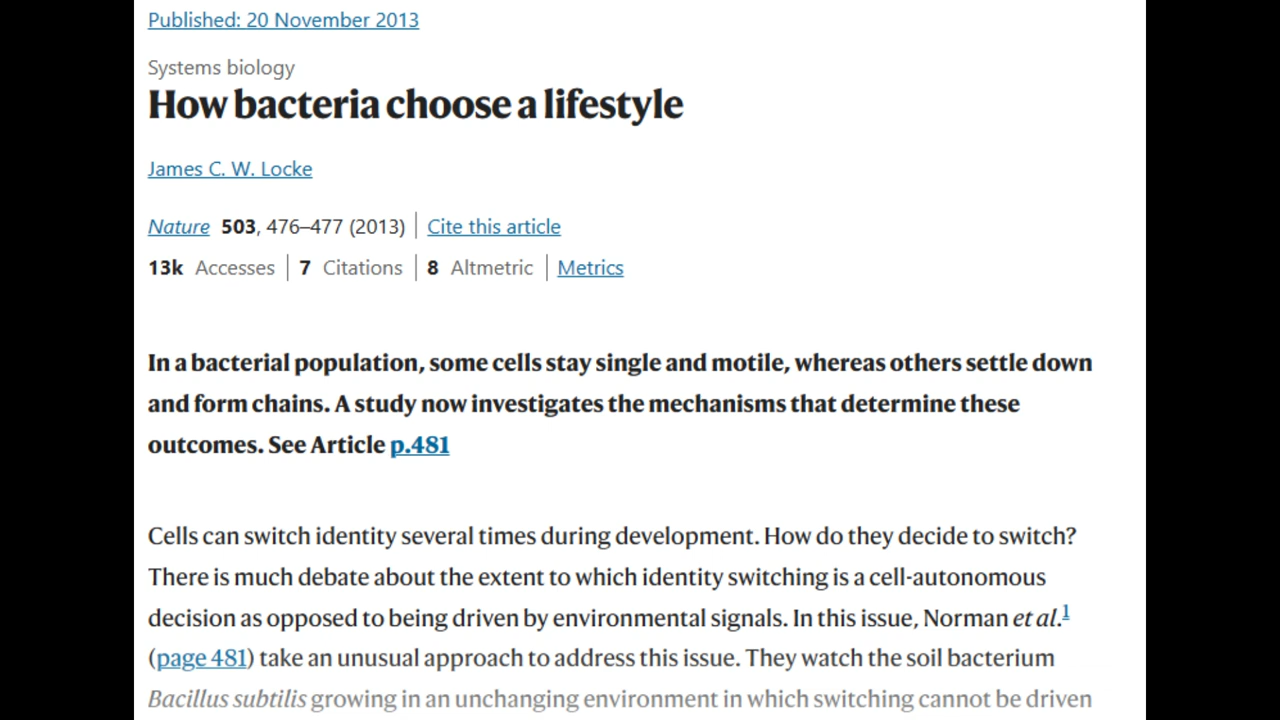 Published: 20 November 2013
Systems biology
How bacteria choose a lifestyle
James C. W. Locke
Nature 503, 476–477 (2013) | Cite this article
13k Accesses | 7 Citations | 8 Altmetric | Metrics
In a bacterial population, some cells stay single and motile, whereas others settle down
and form chains. A study now investigates the mechanisms that determine these
outcomes. See Article p.481
Cells can switch identity several times during development. How do they decide to switch?
There is much debate about the extent to which identity switching is a cell-autonomous
decision as opposed to being driven by environmental signals. In this issue, Norman et al.1
(page 481) take an unusual approach to address this issue. They watch the soil bacterium
Bacillus subtilis growing in an unchanging environment in which switching cannot be driven